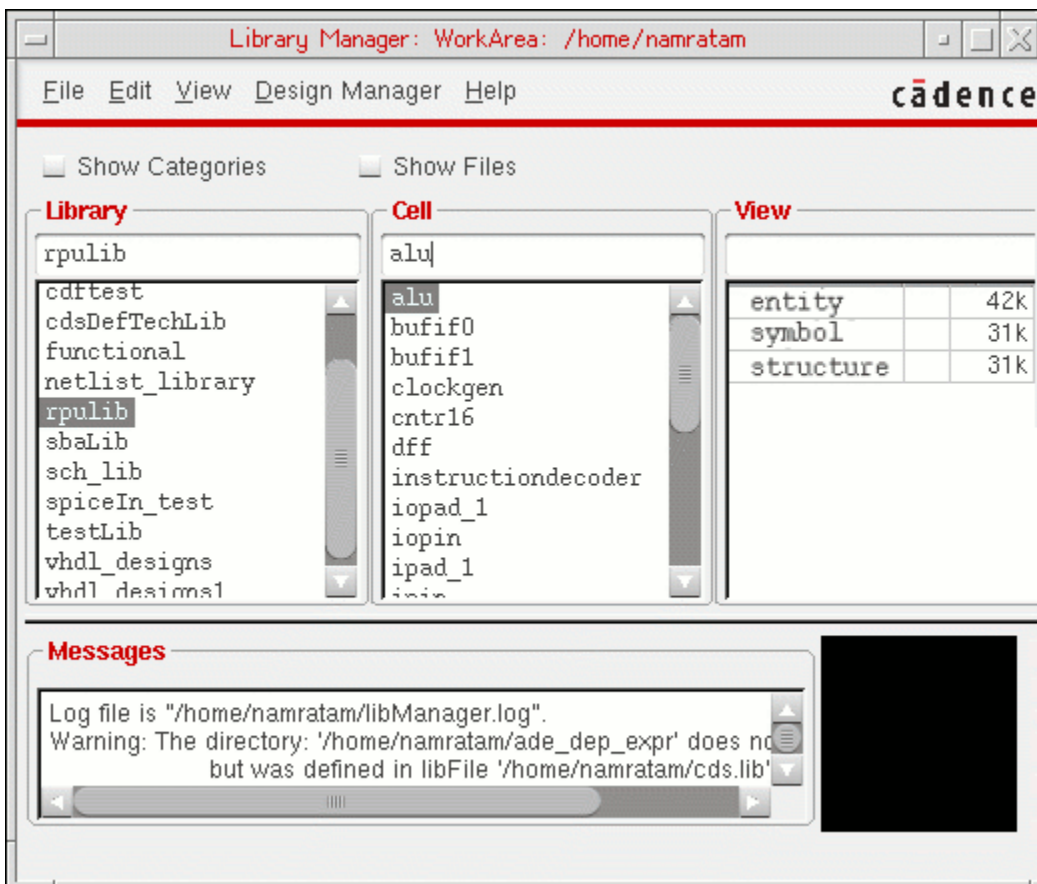 Library Manager: WorkArea: /home/namratam
File Edit View Design Manager Help
cādence
Show Categories Show Files
Library Cell View
rpulib alu
cdftest
cdsDefTechLib
functional
netlist_library
rpulib
sbaLib
sch_lib
spiceIn_test
testLib
vhdl_designs
vhdl_designs1
alu
bufif0
bufif1
clockgen
cntr16
dff
instructiondecoder
iopad_1
iopin
ipad_1
ipin
entity 42k
symbol 31k
structure 31k
Messages
Log file is "/home/namratam/libManager.log".
Warning: The directory: '/home/namratam/ade_dep_expr' does no
but was defined in libFile '/home/namratam/cds.lib'